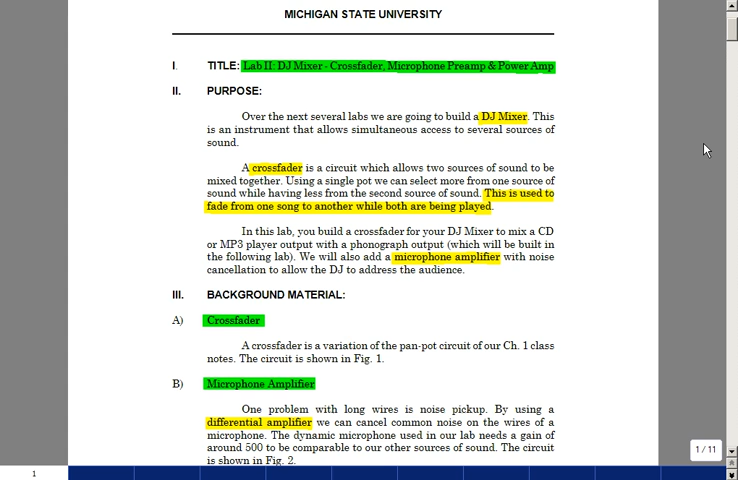 MICHIGAN STATE UNIVERSITY
I. TITLE: Lab II: DJ Mixer - Crossfader, Microphone Preamp & Power Amp
II. PURPOSE:
Over the next several labs we are going to build a DJ Mixer. This
is an instrument that allows simultaneous access to several sources of
sound.
A crossfader is a circuit which allows two sources of sound to be
mixed together. Using a single pot we can select more from one source of
sound while having less from the second source of sound. This is used to
fade from one song to another while both are being played.
In this lab, you build a crossfader for your DJ Mixer to mix a CD
or MP3 player output with a phonograph output (which will be built in
the following lab). We will also add a microphone amplifier with noise
cancellation to allow the DJ to address the audience.
III. BACKGROUND MATERIAL:
A) Crossfader
A crossfader is a variation of the pan-pot circuit of our Ch. 1 class
notes. The circuit is shown in Fig. 1.
B) Microphone Amplifier
One problem with long wires is noise pickup. By using a
differential amplifier we can cancel common noise on the wires of a
microphone. The dynamic microphone used in our lab needs a gain of
around 500 to be comparable to our other sources of sound. The circuit
is shown in Fig. 2.
1 / 11
1